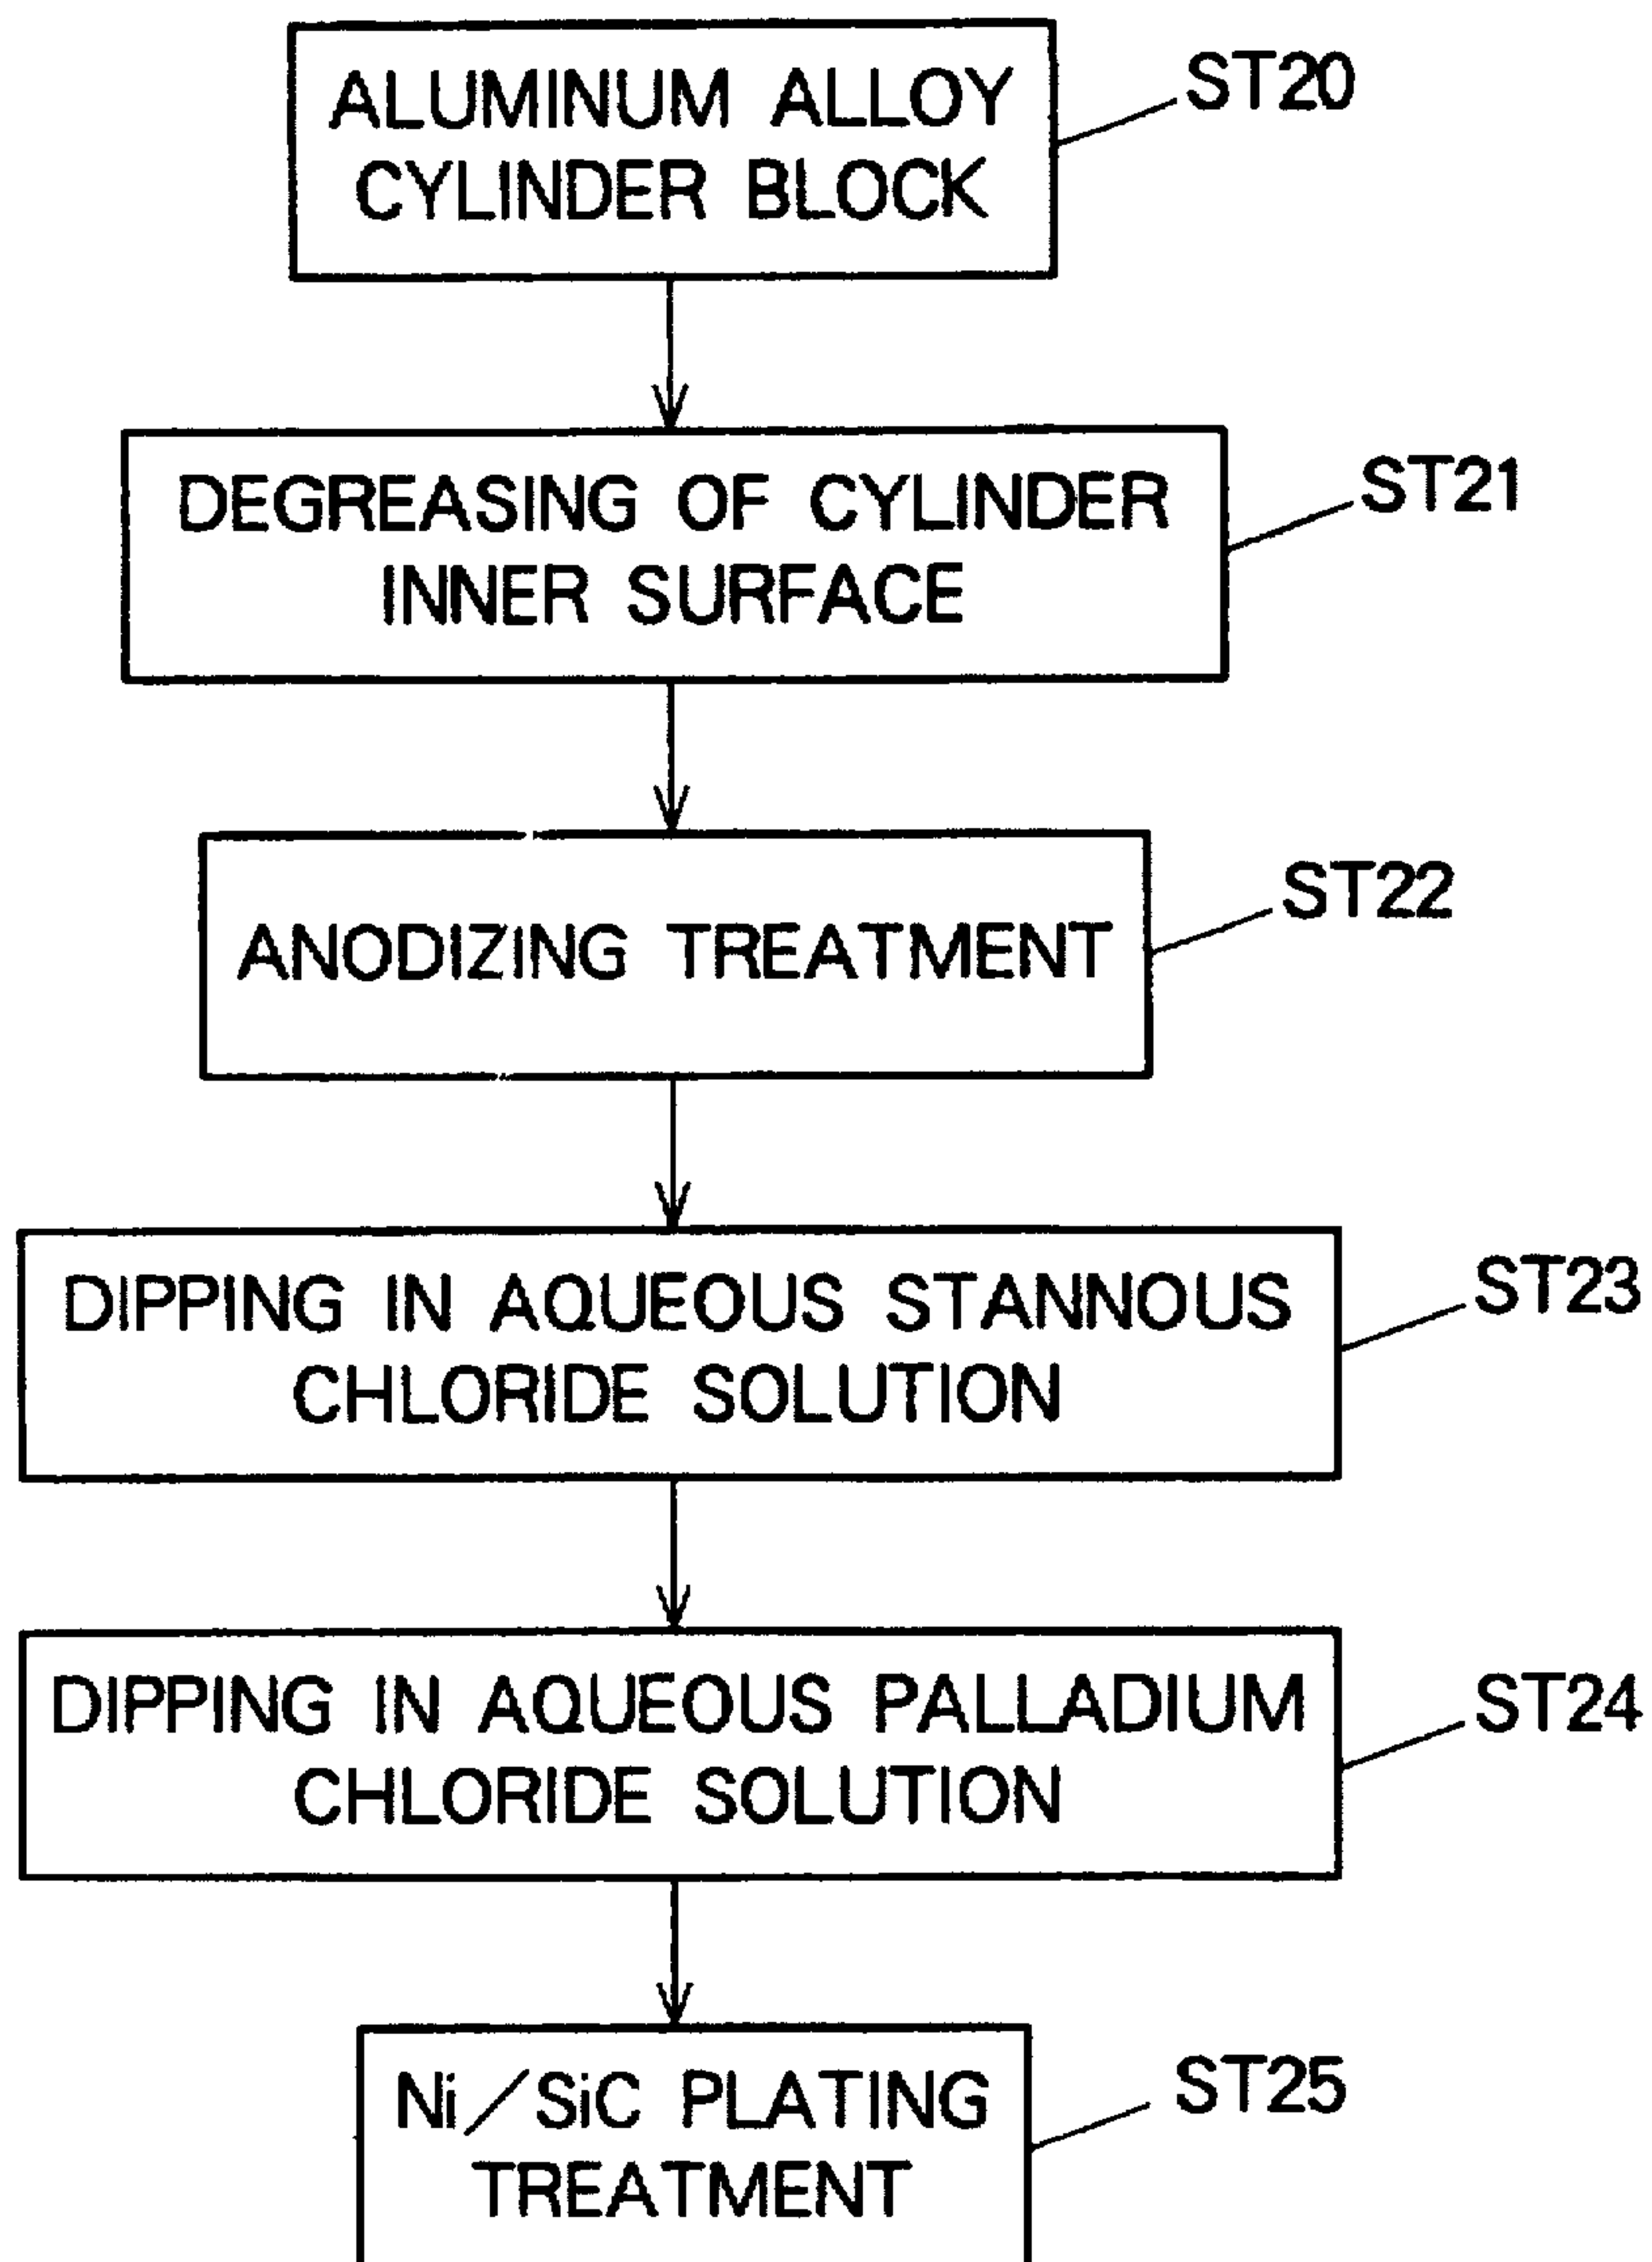 ALUMINUM ALLOY
CYLINDER BLOCK
ST20
DEGREASING OF CYLINDER
INNER SURFACE
ST21
ANODIZING TREATMENT
ST22
DIPPING IN AQUEOUS STANNOUS
CHLORIDE SOLUTION
ST23
DIPPING IN AQUEOUS PALLADIUM
CHLORIDE SOLUTION
ST24
Ni/SiC PLATING
TREATMENT
ST25